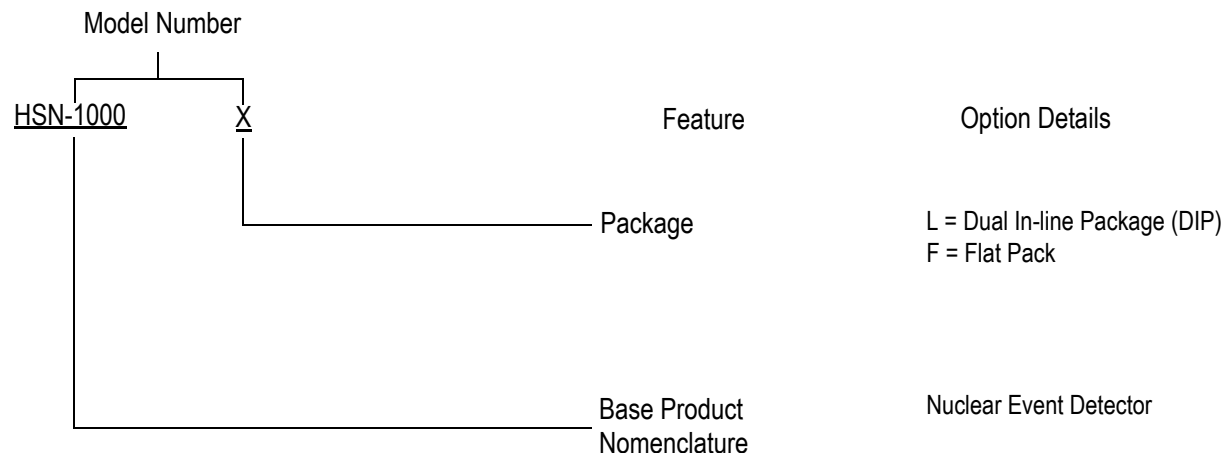 Model Number
HSN-1000 X Feature Option Details
Package L = Dual In-line Package (DIP)
F = Flat Pack
Base Product Nuclear Event Detector
Nomenclature